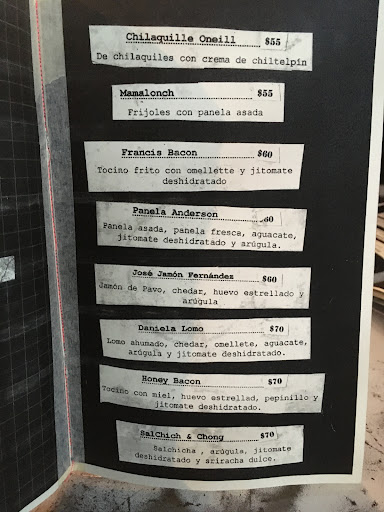 Chilaquille Oneill $55
De chilaquiles con crema de chiltelpin
Mamalonch $55
Frijoles con panela asada
Francis Bacon $60
Tocino frito con omellette y jitomate
deshidratado
Panela Anderson $60
Panela asada, panela fresca, aguacate,
jitomate deshidratado y arúgula.
José Jamón Fernández $60
Jamón de Pavo, chedar, huevo estrellado y
arúgula
Daniela Lomo $70
Lomo ahumado, chedar, omellete, aguacate,
arúgula y jitomate deshidratado.
Honey Bacon $70
Tocino con miel, huevo estrellad, pepinillo y
jitomate deshidratado.
SalChich & Chong $70
Salchicha , arúgula, jitomate
deshidratado y sriracha dulce.